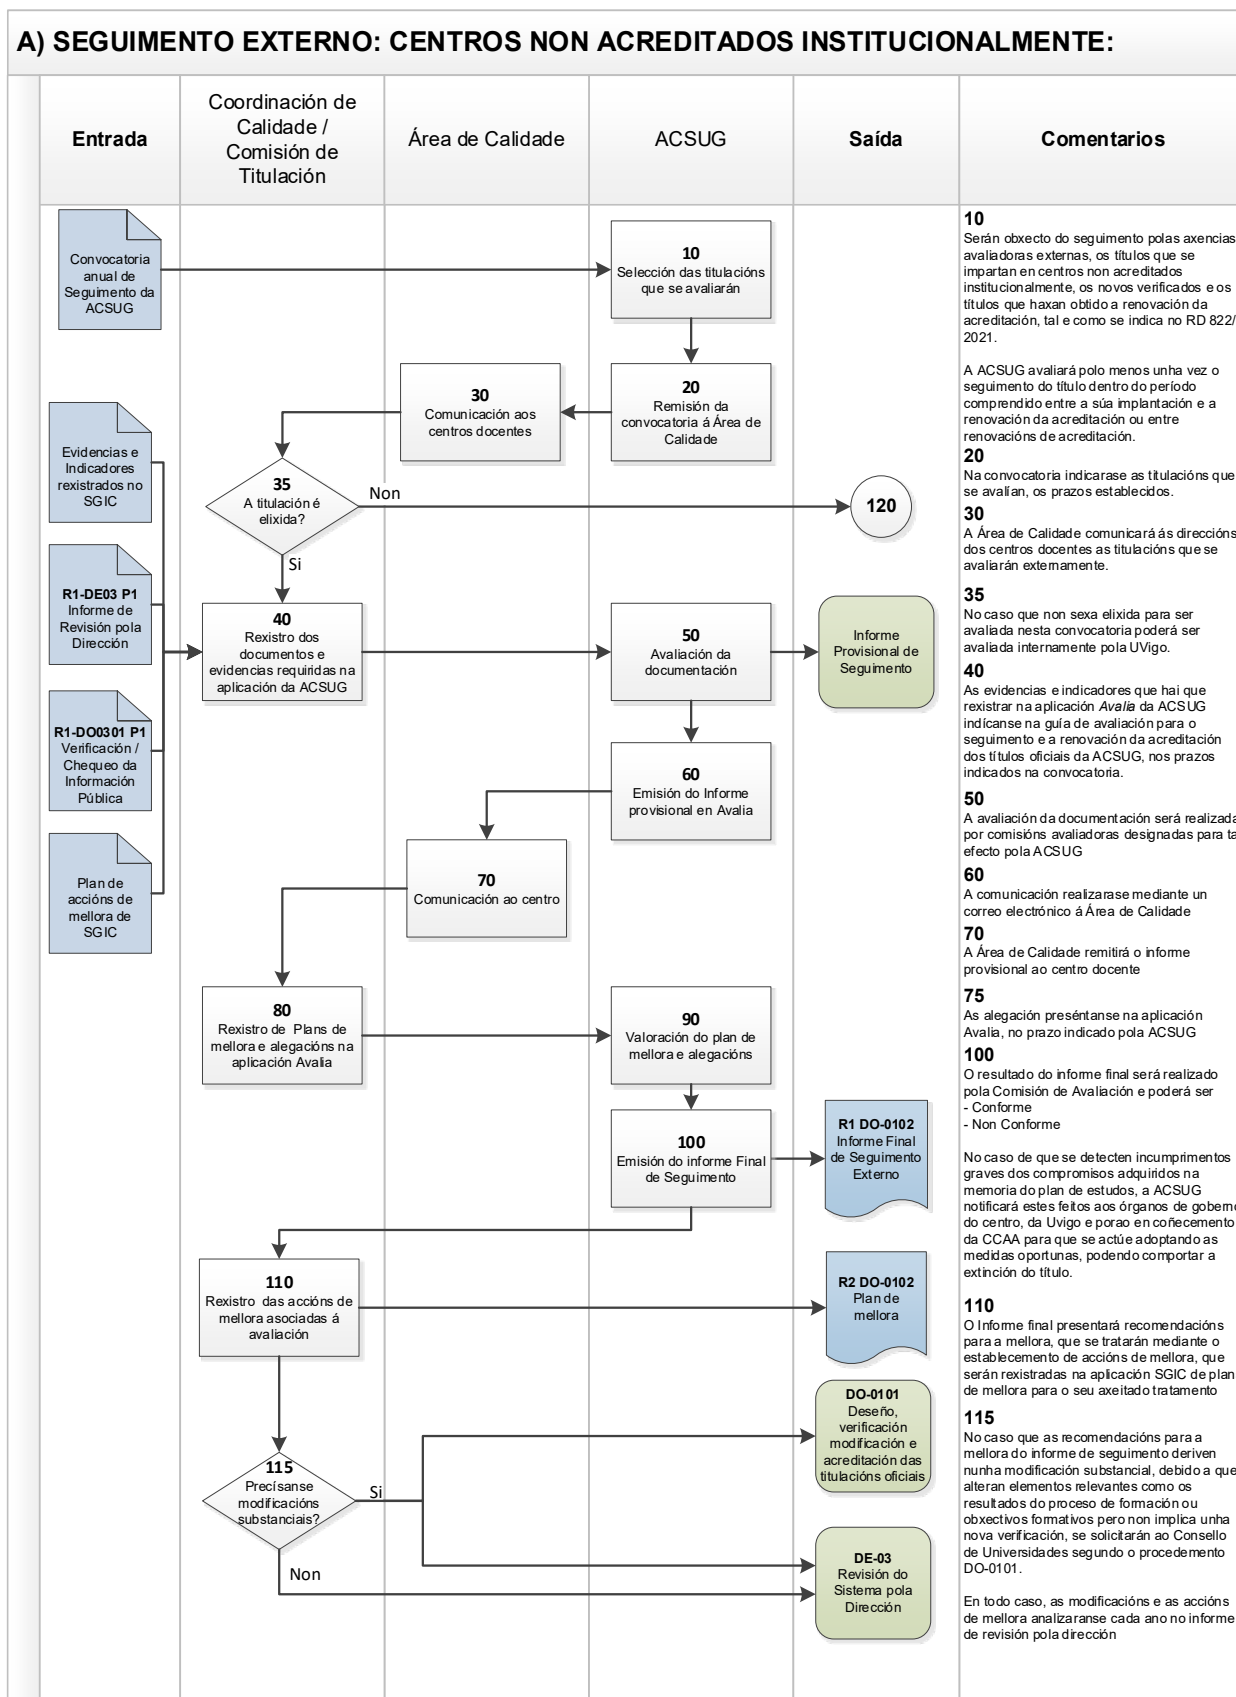 A) SEGUIMENTO EXTERNO: CENTROS NON ACREDITADOS INSTITUCIONALMENTE:
Entrada
Coordinación de
Calidade /
Comisión de
Titulación
Área de Calidade
ACSUG
Saída
Comentarios
Convocatoria
anual de
Seguimento da
ACSUG
10
Selección das titulacións
que se avaliarán
20
Remisión da
convocatoria á Área de
Calidade
30
Comunicación aos
centros docentes
Evidencias e
Indicadores
rexistrados no
SGIC
35
A titulación é
elixida?
Non
120
Si
R1-DE03 P1
Informe de
Revisión pola
Dirección
40
Rexistro dos
documentos e
evidencias requiridas na
aplicación da ACSUG
50
Avaliación da
documentación
Informe
Provisional de
Seguimento
R1-DO0301 P1
Verificación /
Chequeo da
Información
Pública
60
Emisión do Informe
provisional en Avalia
Plan de
accións de
mellora de
SGIC
70
Comunicación ao centro
80
Rexistro de Plans de
mellora e alegacións na
aplicación Avalia
90
Valoración do plan de
mellora e alegacións
100
Emisión do informe Final
de Seguimento
R1 DO-0102
Informe Final
de Seguimento
Externo
110
Rexistro das accións de
mellora asociadas á
avaliación
R2 DO-0102
Plan de
mellora
115
Precísanse
modificacións
substanciais?
Si
Non
DO-0101
Deseño,
verificación
modificación e
acreditación das
titulacións oficiais
DE-03
Revisión do
Sistema pola
Dirección
10
Serán obxecto do seguimento polas axencias
avaliadoras externas, os títulos que se
impartan en centros non acreditados
institucionalmente, os novos verificados e os
títulos que haxan obtido a renovación da
acreditación, tal e como se indica no RD 822/
2021.
A ACSUG avaliará polo menos unha vez o
seguimento do título dentro do período
comprendido entre a súa implantación e a
renovación da acreditación ou entre
renovacións de acreditación.
20
Na convocatoria indicarase as titulacións que
se avalían, os prazos establecidos.
30
A Área de Calidade comunicará ás direccións
dos centros docentes as titulacións que se
avaliarán externamente.
35
No caso que non sexa elixida para ser
avaliada nesta convocatoria poderá ser
avaliada internamente pola UVigo.
40
As evidencias e indicadores que hai que
rexistrar na aplicación Avalia da ACSUG
indícanse na guía de avaliación para o
seguimento e a renovación da acreditación
dos títulos oficiais da ACSUG, nos prazos
indicados na convocatoria.
50
A avaliación da documentación será realizada
por comisións avaliadoras designadas para ta
efecto pola ACSUG
60
A comunicación realizarase mediante un
correo electrónico á Área de Calidade
70
A Área de Calidade remitirá o informe
provisional ao centro docente
75
As alegación preséntanse na aplicación
Avalia, no prazo indicado pola ACSUG
100
O resultado do informe final será realizado
pola Comisión de Avaliación e poderá ser
- Conforme
- Non Conforme
No caso de que se detecten incumprimentos
graves dos compromisos adquiridos na
memoria do plan de estudos, a ACSUG
notificará estes feitos aos órganos de goberno
do centro, da Uvigo e porao en coñecemento
da CCAA para que se actúe adoptando as
medidas oportunas, podendo comportar a
extinción do título.
110
O Informe final presentará recomendacións
para a mellora, que se tratarán mediante o
establecemento de accións de mellora, que
serán rexistradas na aplicación SGIC de plan
de mellora para o seu axeitado tratamento
115
No caso que as recomendacións para a
mellora do informe de seguimento deriven
nunha modificación substancial, debido a que
alteran elementos relevantes como os
resultados do proceso de formación ou
obxectivos formativos pero non implica unha
nova verificación, se solicitarán ao Consello
de Universidades segundo o procedemento
DO-0101.
En todo caso, as modificacións e as accións
de mellora analizaranse cada ano no informe
de revisión pola dirección